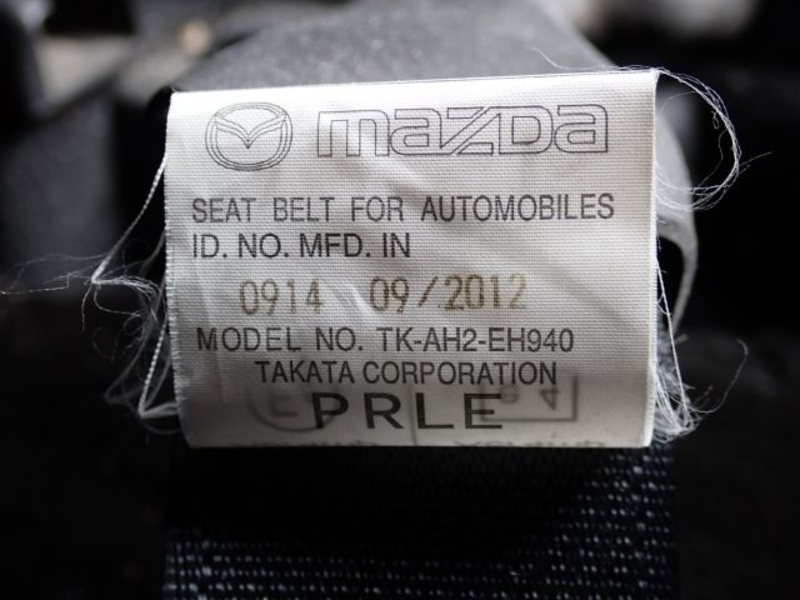 mazda
SEAT BELT FOR AUTOMOBILES
ID. NO. MFD. IN
0914 09/2012
MODEL NO. TK-AH2-EH940
TAKATA CORPORATION
PRLE